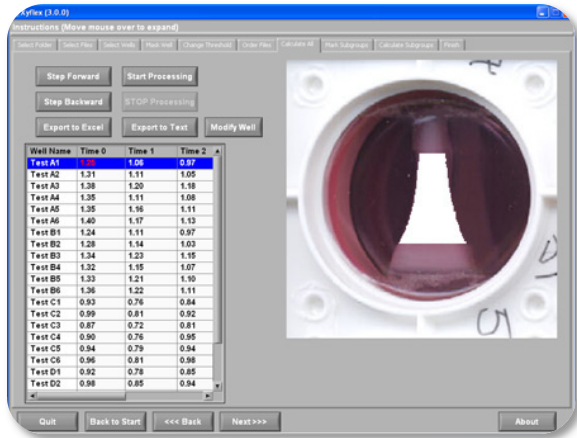 Xyflex (3.0.0)
Instructions (Move mouse over to expand)
Select Folder Select Files Select Wells Mark Well Change Threshold Order Files Calculate All Mark Subgroups Calculate Subgroups Finish
Step Forward Start Processing
Step Backward STOP Processing
Export to Excel Export to Text Modify Well
Well Name Time 0 Time 1 Time 2
Test A1 1.06 0.97
Test A2 1.31 1.11 1.05
Test A3 1.38 1.20 1.18
Test A4 1.35 1.11 1.08
Test A5 1.35 1.16 1.11
Test A6 1.40 1.17 1.13
Test B1 1.24 1.11 0.97
Test B2 1.28 1.14 1.03
Test B3 1.34 1.23 1.15
Test B4 1.32 1.15 1.07
Test B5 1.33 1.21 1.10
Test B6 1.36 1.22 1.11
Test C1 0.93 0.76 0.84
Test C2 0.99 0.81 0.92
Test C3 0.87 0.72 0.81
Test C4 0.90 0.76 0.95
Test C5 0.94 0.79 0.94
Test C6 0.96 0.81 0.98
Test D1 0.92 0.78 0.85
Test D2 0.98 0.85 0.94
Quit Back to Start <<< Back Next>>> About